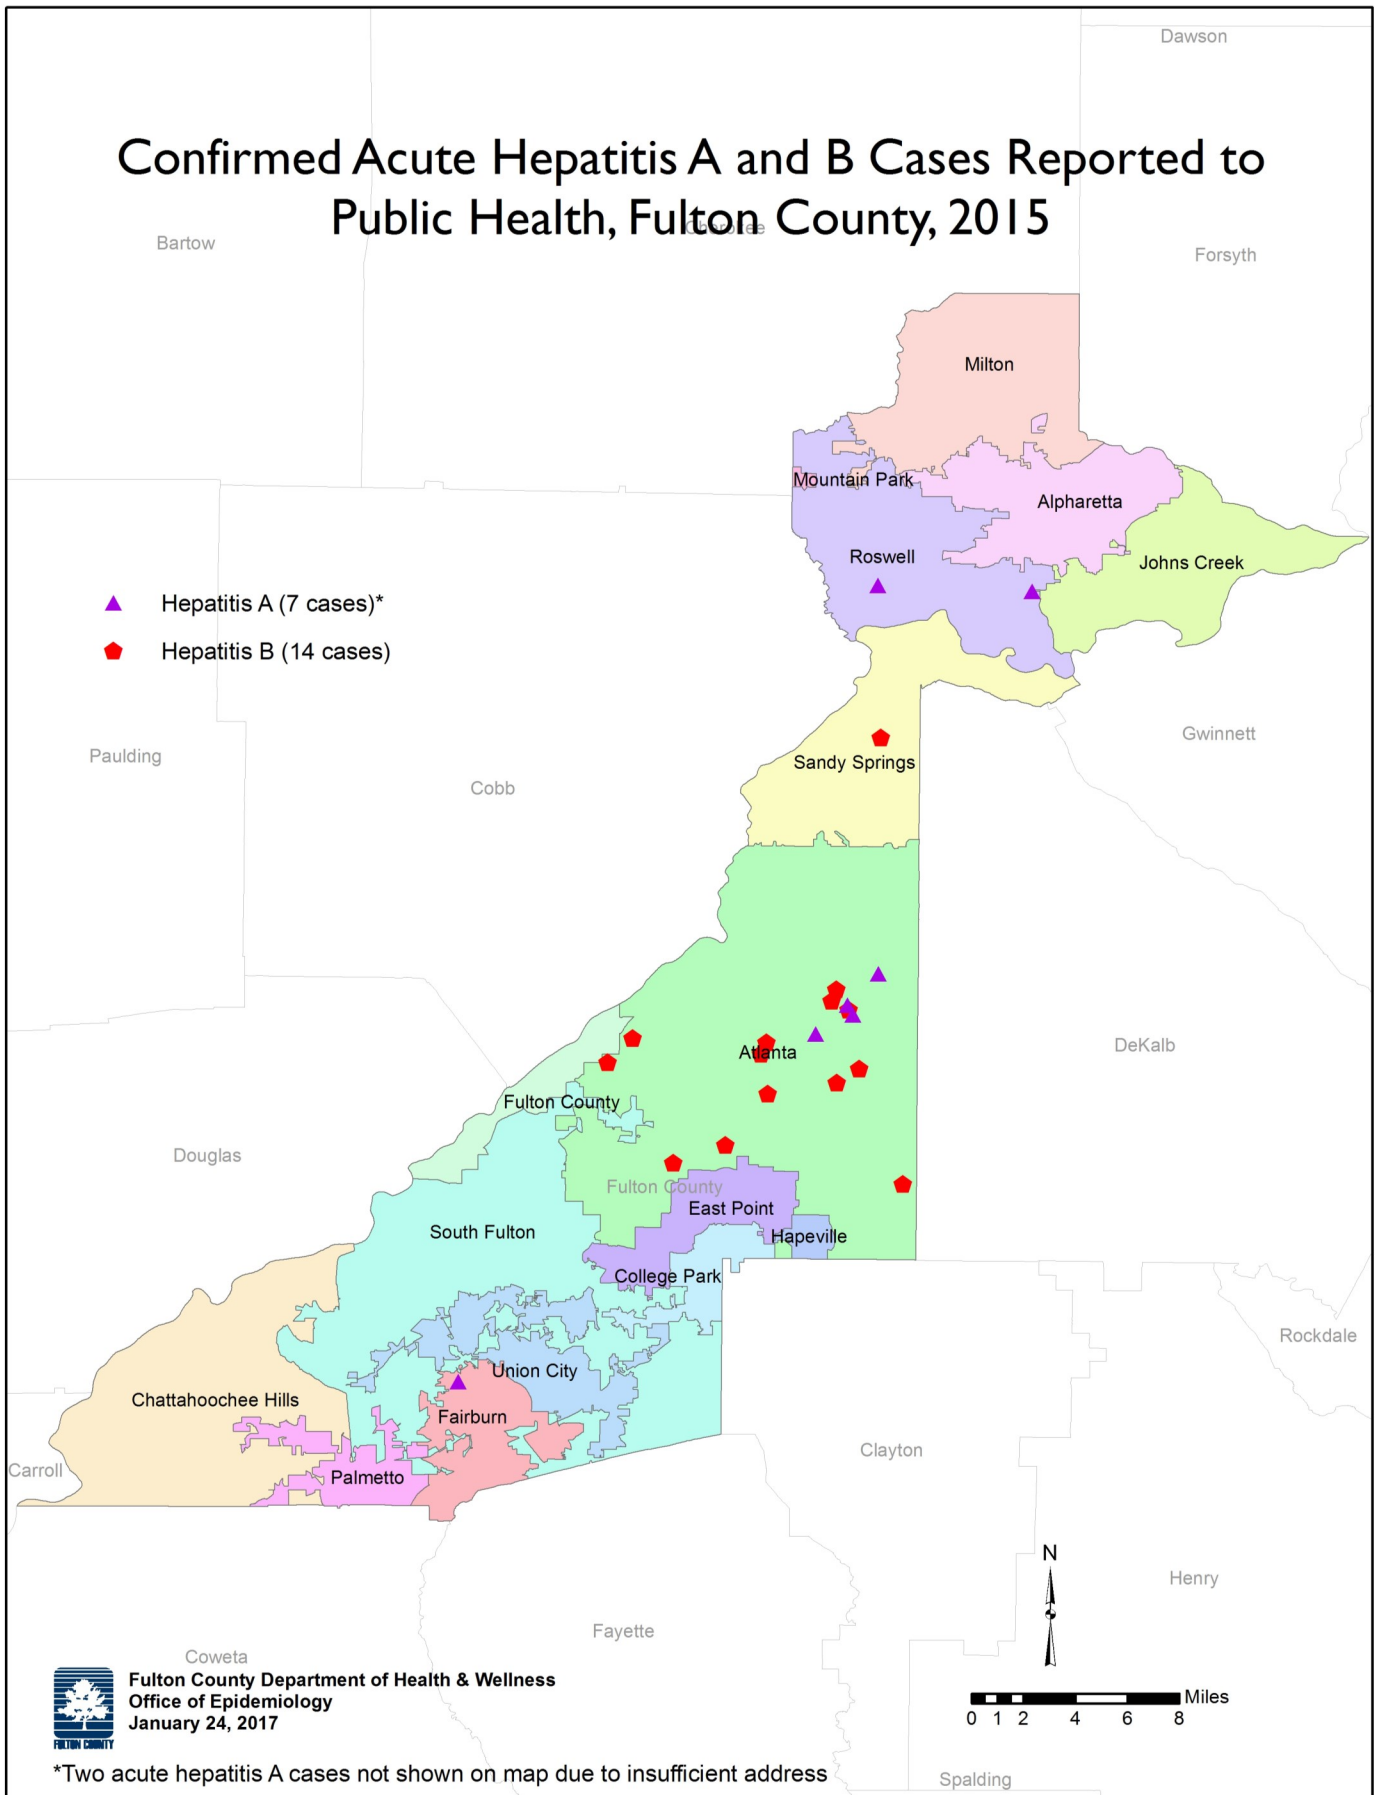 Dawson
Confirmed Acute Hepatitis A and B Cases Reported to
Public Health, Fulton County, 2015
Cherokee
Bartow
Forsyth
Milton
Mountain Park
Alpharetta
Roswell
Johns Creek
Hepatitis A (7 cases)*
Hepatitis B (14 cases)
Gwinnett
Paulding
Sandy Springs
Cobb
DeKalb
Atlanta
Fulton County
Douglas
Fulton County
East Point
South Fulton
Hapeville
College Park
Rockdale
Union City
Chattahoochee Hills
Fairburn
Clayton
Carroll
Palmetto
N
Henry
Fayette
Coweta
Fulton County Department of Health & Wellness
Office of Epidemiology
January 24, 2017
FULTON COUNTY
Miles
0 1 2 4 6 8
*Two acute hepatitis A cases not shown on map due to insufficient address
Spalding